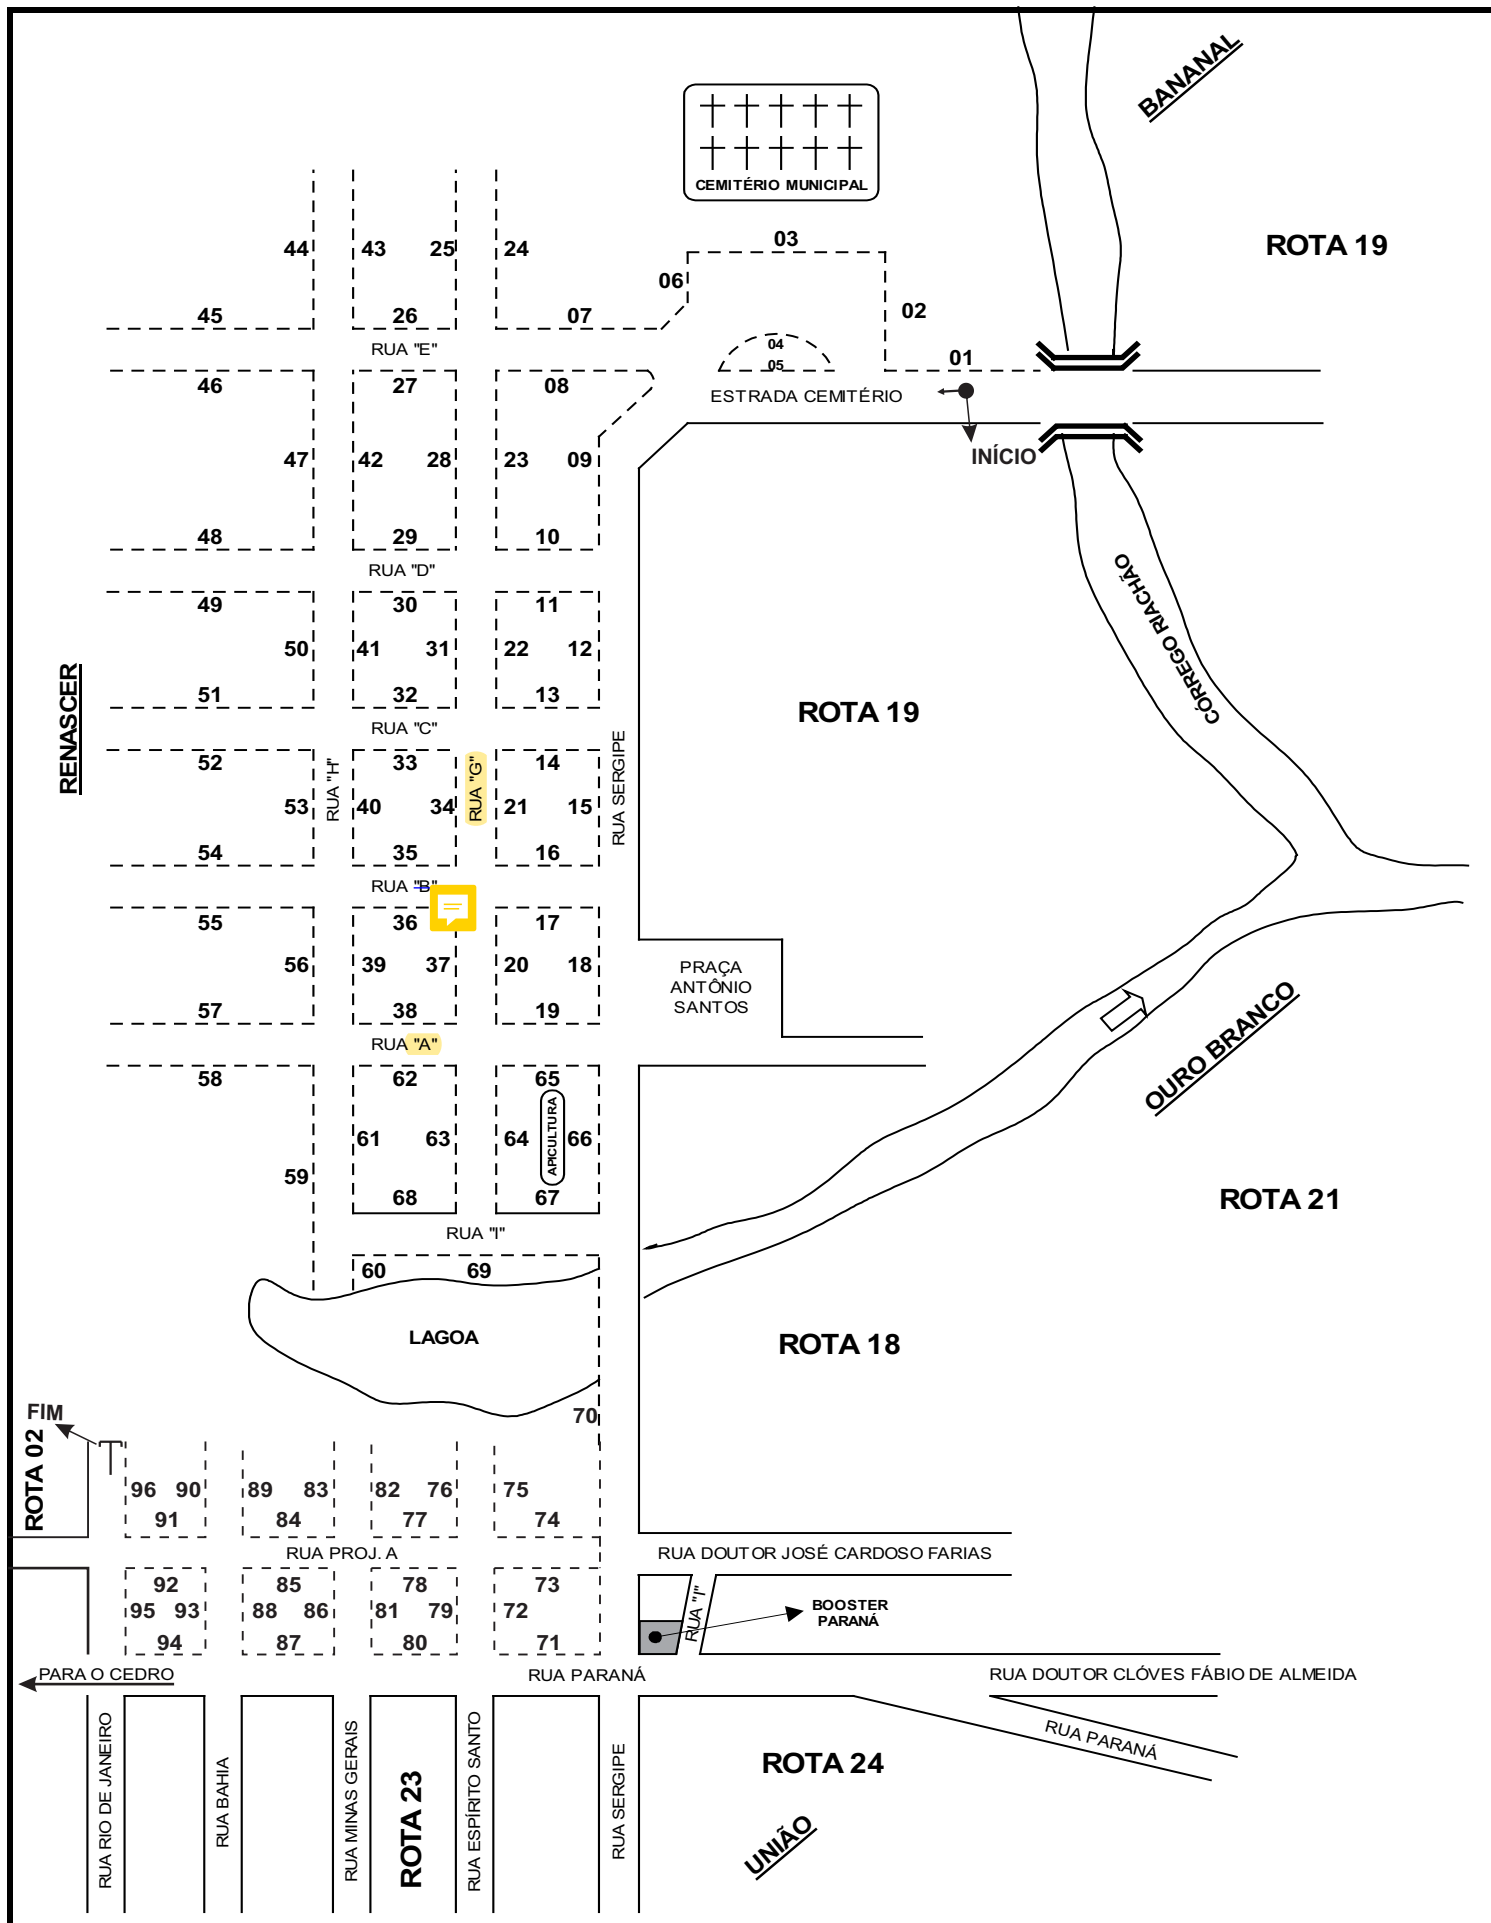 BANANAL
CEMITÉRIO MUNICIPAL
ROTA 19
44 43 25 24
03
06
02
45 26 07
RUA "E"
04
05
01
46 27 08
ESTRADA CEMITÉRIO
INÍCIO
47 42 28 23 09
48 29 10
RUA "D"
CÓRREGO RIACHÃO
49 30 11
50 41 31 22 12
51 32 13
RENASCER
ROTA 19
RUA "C"
52 33 14
RUA "H"
RUA "G"
RUA SERGIPE
53 40 34 21 15
54 35 16
RUA "B"
55 36 17
56 39 37 20 18
PRAÇA
ANTÔNIO
SANTOS
57 38 19
RUA "A"
OURO BRANCO
58 62 65
APICULTURA
61 63 64 66
59
68 67
ROTA 21
RUA "I"
60 69
LAGOA
ROTA 18
FIM
70
ROTA 02
96 90 89 83 82 76 75
91 84 77 74
RUA PROJ. A
RUA DOUTOR JOSÉ CARDOSO FARIAS
92 85 78 73
95 93 88 86 81 79 72
94 87 80 71
RUA "I"
BOOSTER
PARANÁ
PARA O CEDRO
RUA PARANÁ
RUA DOUTOR CLÓVES FÁBIO DE ALMEIDA
RUA PARANÁ
RUA RIO DE JANEIRO
RUA BAHIA
RUA MINAS GERAIS
ROTA 23
RUA ESPÍRITO SANTO
RUA SERGIPE
ROTA 24
UNIÃO